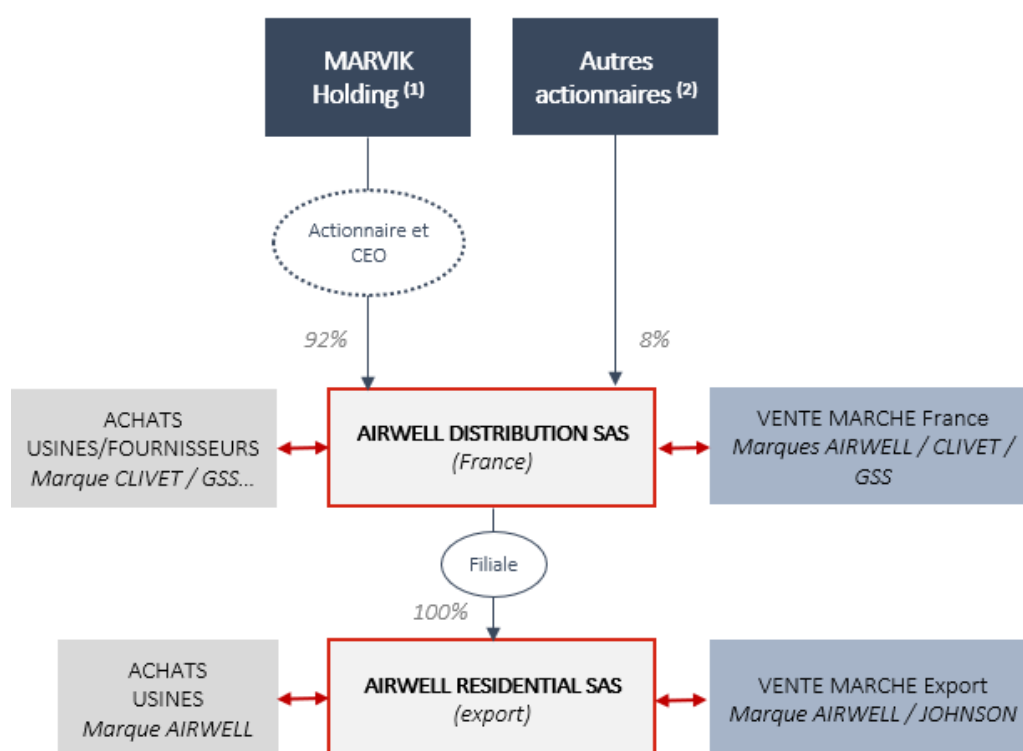 MARVIK
Holding (1)
Autres
actionnaires (2)
Actionnaire et
CEO
92%
8%
ACHATS
USINES/FOURNISSEURS
Marque CLIVET / GSS...
AIRWELL DISTRIBUTION SAS
(France)
VENTE MARCHE France
Marques AIRWELL / CLIVET /
GSS
Filiale
100%
ACHATS
USINES
Marque AIRWELL
AIRWELL RESIDENTIAL SAS
(export)
VENTE MARCHE Export
Marque AIRWELL / JOHNSON